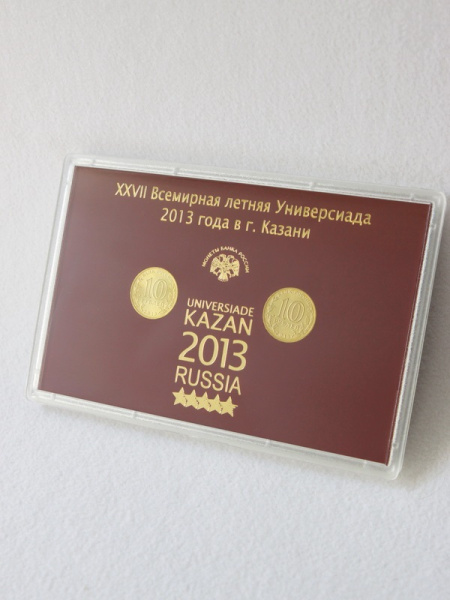 XXVII Всемирная летняя Универсиада
2013 года в г. Казани
МОНЕТЫ БАНКА РОССИИ
10
10
UNIVERSIADE
KAZAN
2013
RUSSIA